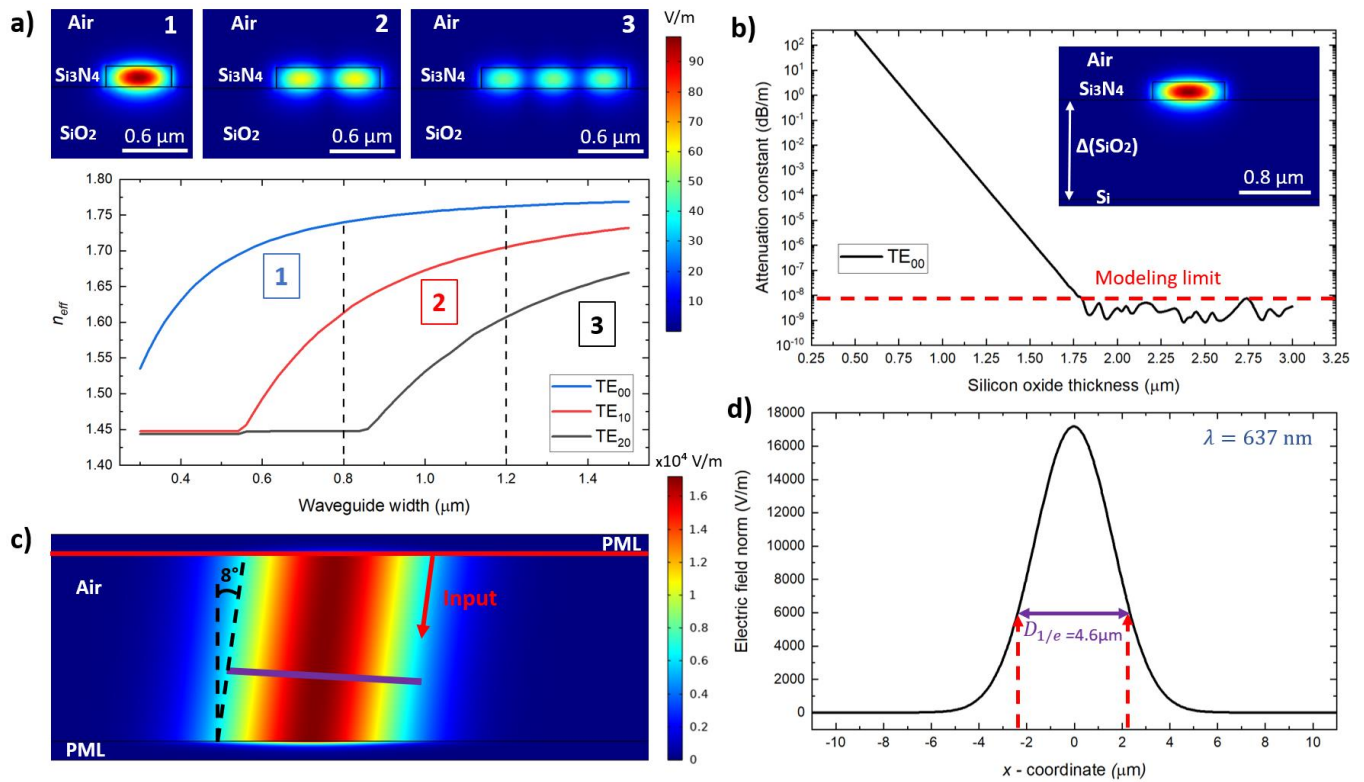 a)
Air
1
Si3N4
SiO2
0.6 μm
Air
2
Si3N4
SiO2
0.6 μm
Air
3
Si3N4
SiO2
0.6 μm
V/m
90
80
70
60
50
40
30
20
10
1.80
1.75
1.70
1.65
1.60
1.55
1.50
1.45
1.40
neff
1
2
3
TE00
TE10
TE20
0.4
0.6
0.8
1.0
1.2
1.4
Waveguide width (μm)
b)
10^2
10^1
10^0
10^-1
10^-2
10^-3
10^-4
10^-5
10^-6
10^-7
10^-8
10^-9
10^-10
Attenuation constant (dB/m)
Air
Si3N4
Δ(SiO2)
Si
0.8 μm
TE00
Modeling limit
0.25
0.50
0.75
1.00
1.25
1.50
1.75
2.00
2.25
2.50
2.75
3.00
3.25
Silicon oxide thickness (μm)
c)
PML
Air
8°
Input
PML
x10^4 V/m
1.6
1.4
1.2
1
0.8
0.6
0.4
0.2
0
d)
18000
16000
14000
12000
10000
8000
6000
4000
2000
0
Electric field norm (V/m)
λ = 637 nm
D1/e =4.6μm
-10
-8
-6
-4
-2
0
2
4
6
8
10
x - coordinate (μm)